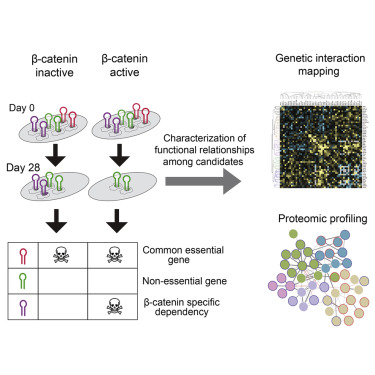 β-catenin
inactive
β-catenin
active
Day 0
Day 28
Characterization of
functional relationships
among candidates
Genetic interaction
mapping
Proteomic profiling
Common essential
gene
Non-essential gene
β-catenin specific
dependency